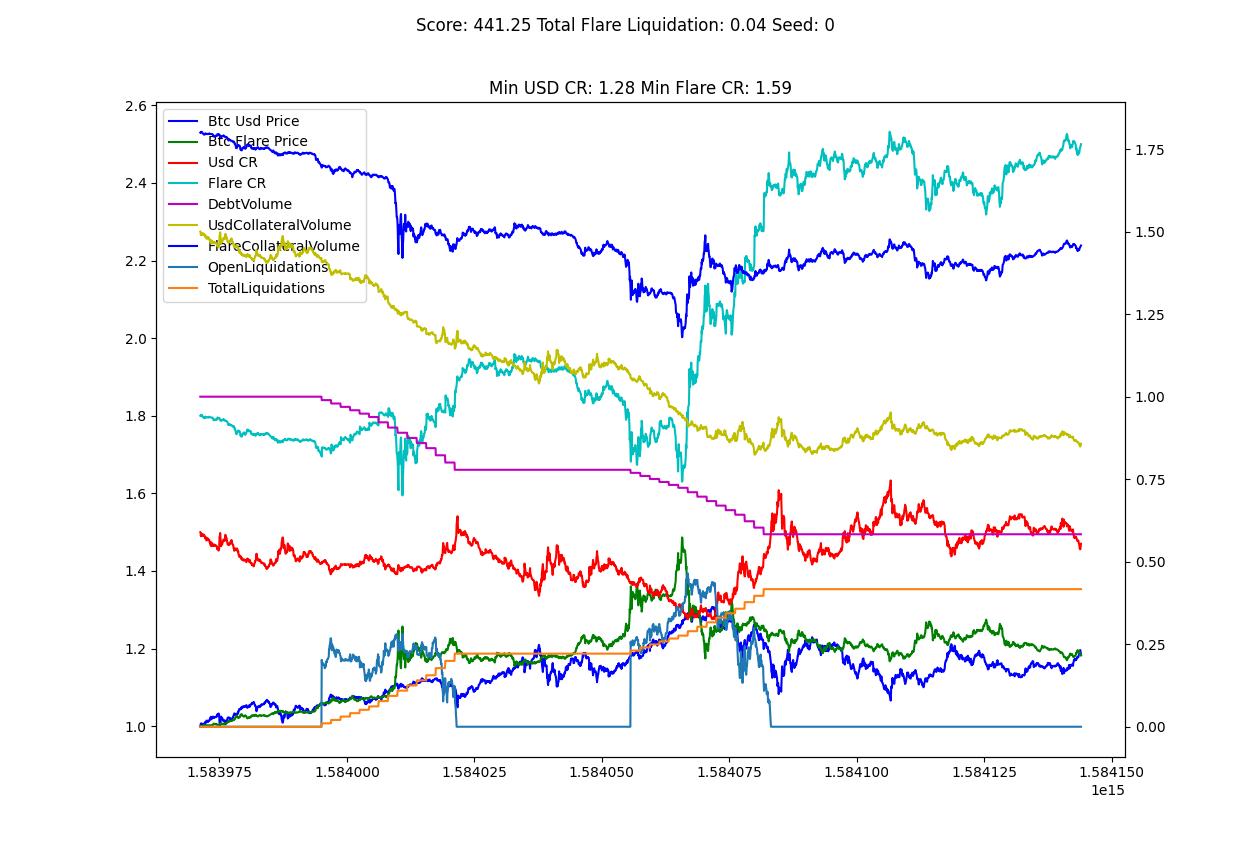 Score: 441.25 Total Flare Liquidation: 0.04 Seed: 0
Min USD CR: 1.28 Min Flare CR: 1.59
Btc Usd Price
Btc Flare Price
Usd CR
Flare CR
DebtVolume
UsdCollateralVolume
FlareCollateralVolume
OpenLiquidations
TotalLiquidations
2.6
2.4
2.2
2.0
1.8
1.6
1.4
1.2
1.0
1.75
1.50
1.25
1.00
0.75
0.50
0.25
0.00
1.583975 1.584000 1.584025 1.584050 1.584075 1.584100 1.584125 1.584150
1e15